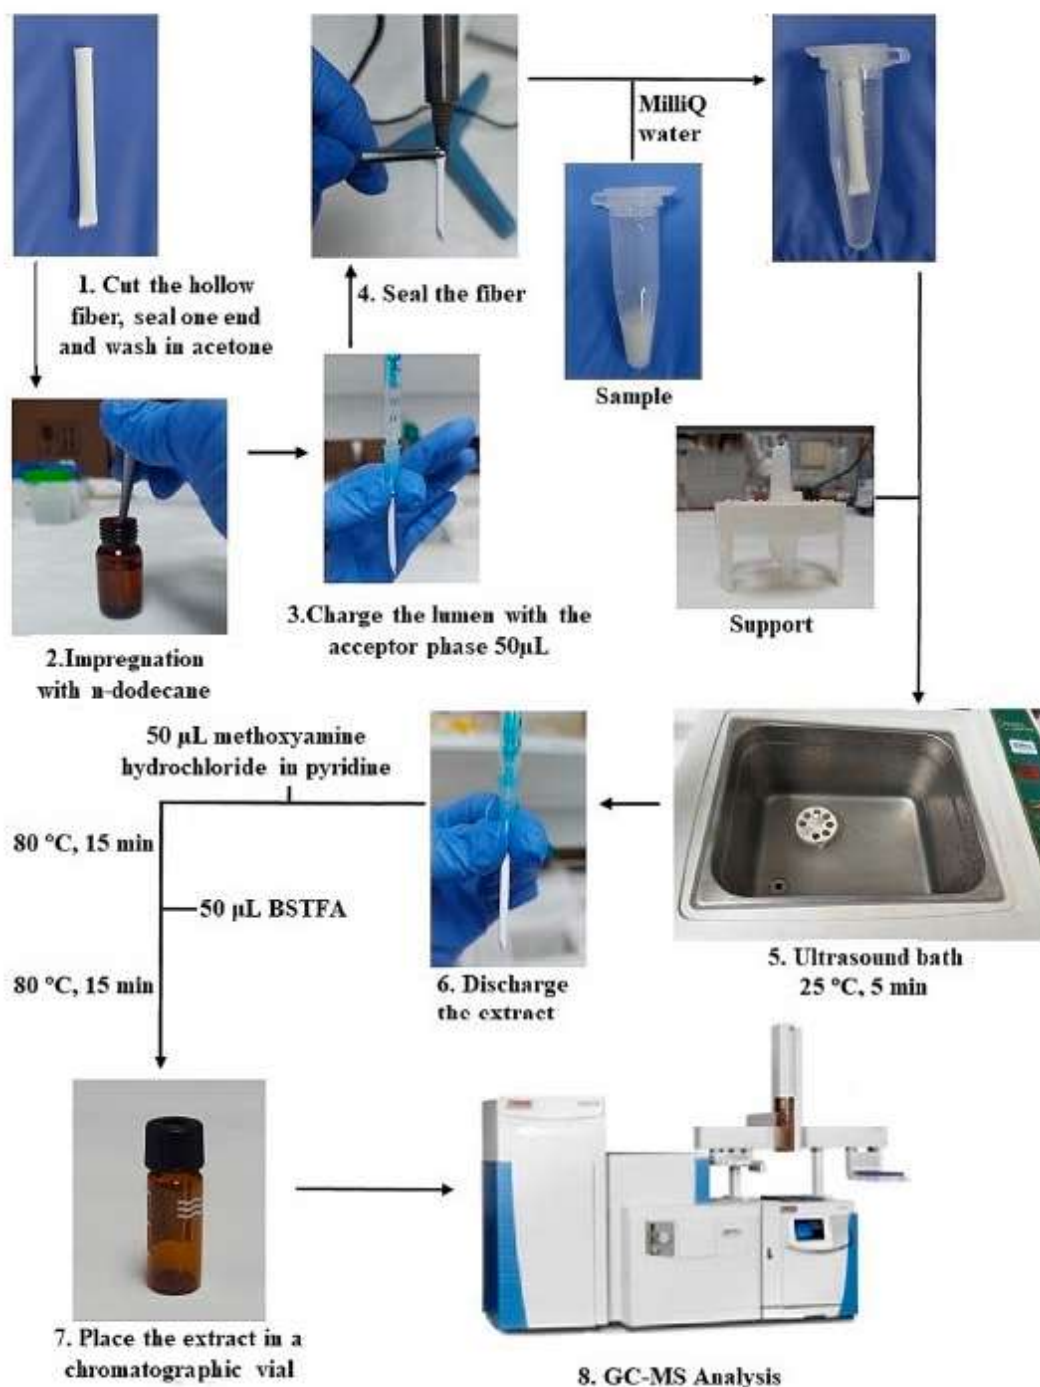 1. Cut the hollow
fiber, seal one end
and wash in acetone
4. Seal the fiber
MilliQ
water
Sample
2.Impregnation
with n-dodecane
3.Charge the lumen with the
acceptor phase 50µL
Support
50 µL methoxyamine
hydrochloride in pyridine
80 °C, 15 min
50 µL BSTFA
80 °C, 15 min
6. Discharge
the extract
5. Ultrasound bath
25 °C, 5 min
7. Place the extract in a
chromatographic vial
8. GC-MS Analysis